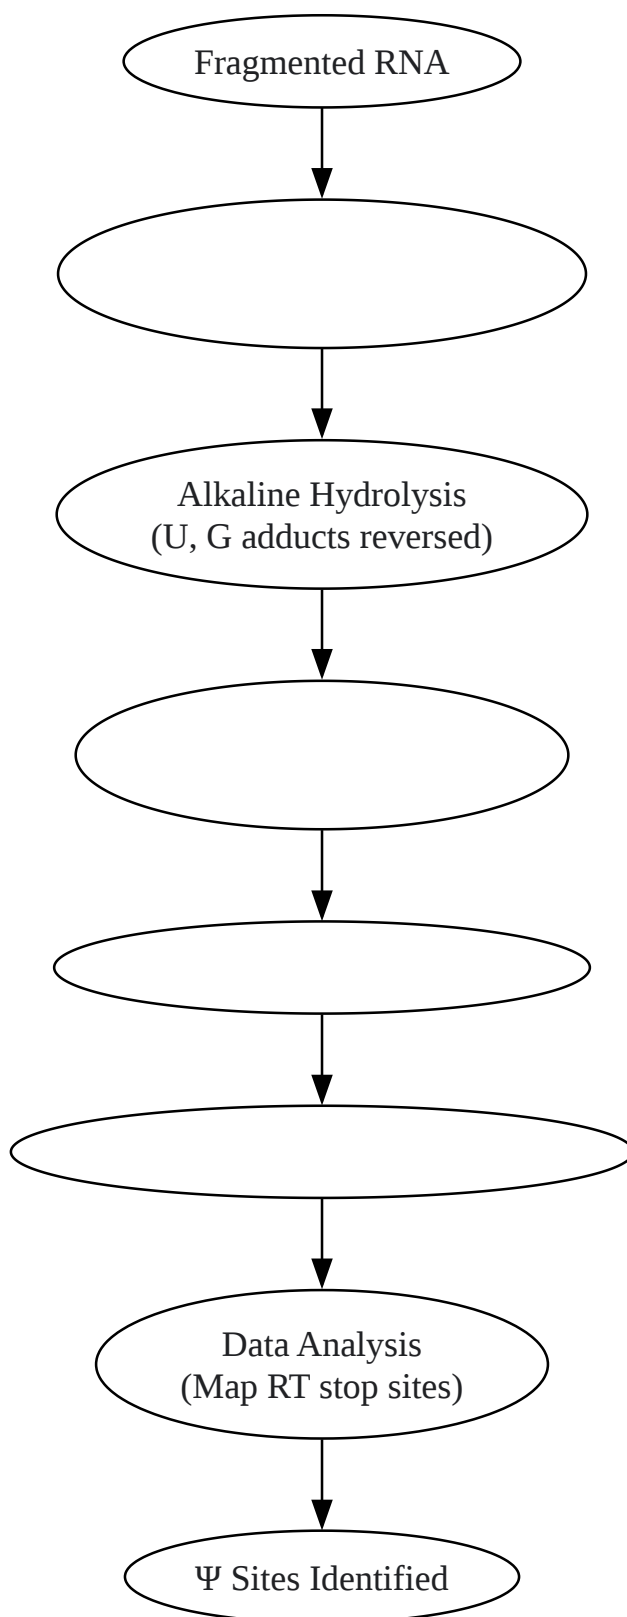 Fragmented RNA
Alkaline Hydrolysis
(U, G adducts reversed)
Data Analysis
(Map RT stop sites)
Ψ Sites Identified